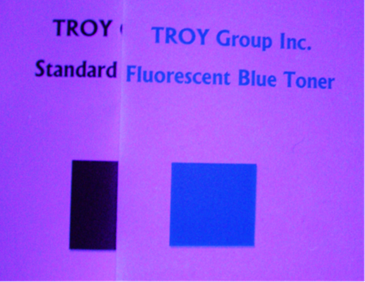 TROY
Standard
TROY Group Inc.
Fluorescent Blue Toner